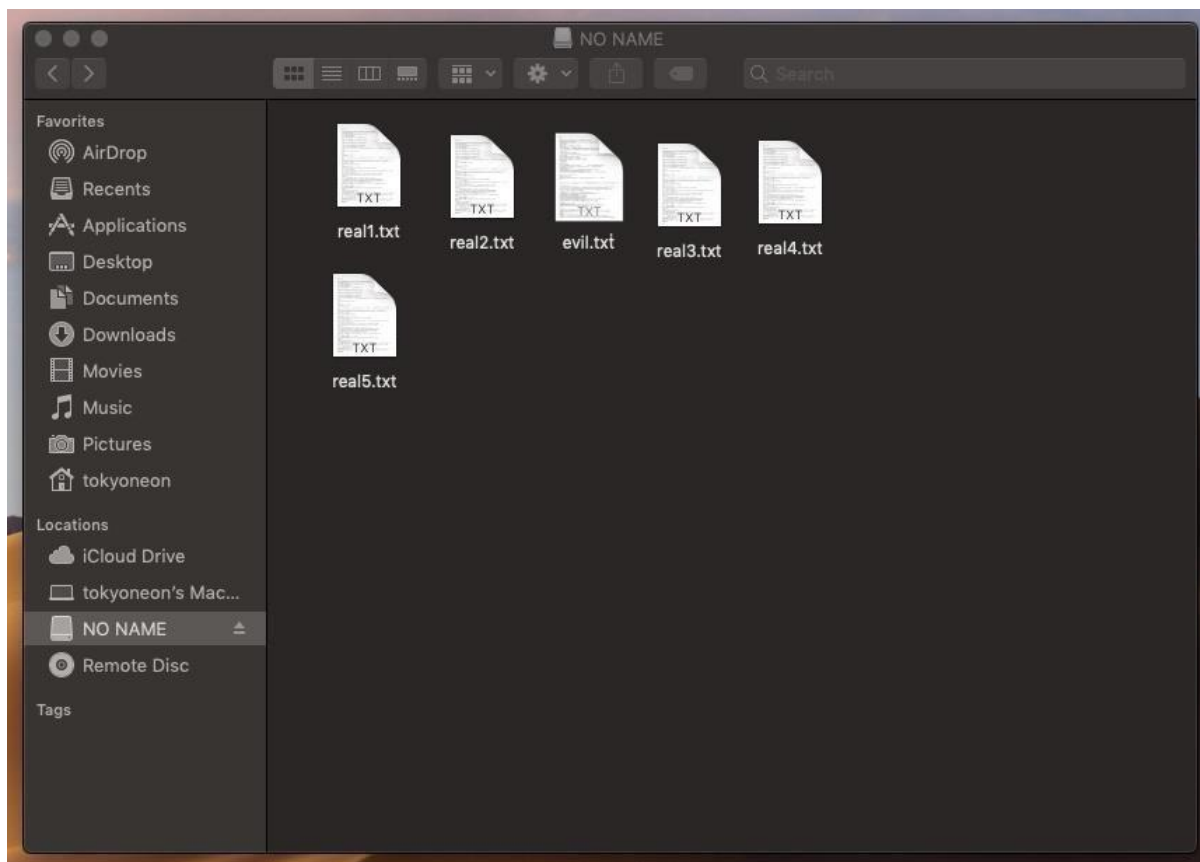 NO NAME
Search
Favorites
AirDrop
Recents
Applications
Desktop
Documents
Downloads
Movies
Music
Pictures
tokyoneon
Locations
iCloud Drive
tokyoneon's Mac...
NO NAME
Remote Disc
Tags
TXT
real1.txt
TXT
real2.txt
TXT
evil.txṫ
TXT
real3.txt
TXT
real4.txt
TXT
real5.txt